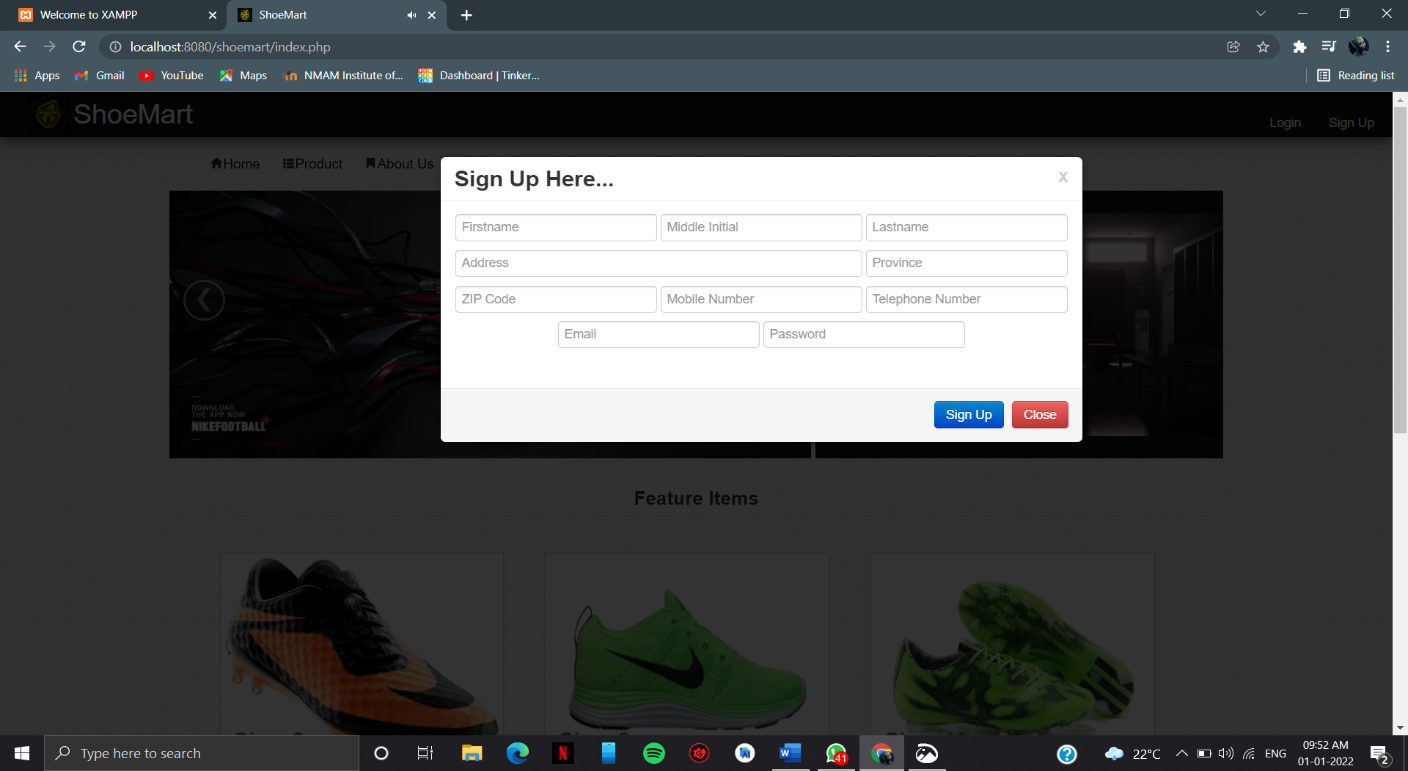 Welcome to XAMPP
ShoeMart
localhost:8080/shoemart/index.php
Apps Gmail YouTube Maps NMAM Institute of... Dashboard | Tinker... Reading list
ShoeMart
Login Sign Up
Home Product About Us
Sign Up Here...
x
Firstname Middle Initial Lastname
Address Province
ZIP Code Mobile Number Telephone Number
Email Password
DOWNLOAD
THE APP NOW
NIKEFOOTBALL
Sign Up Close
Feature Items
Type here to search
41
22°C
ENG
09:52 AM
01-01-2022
2